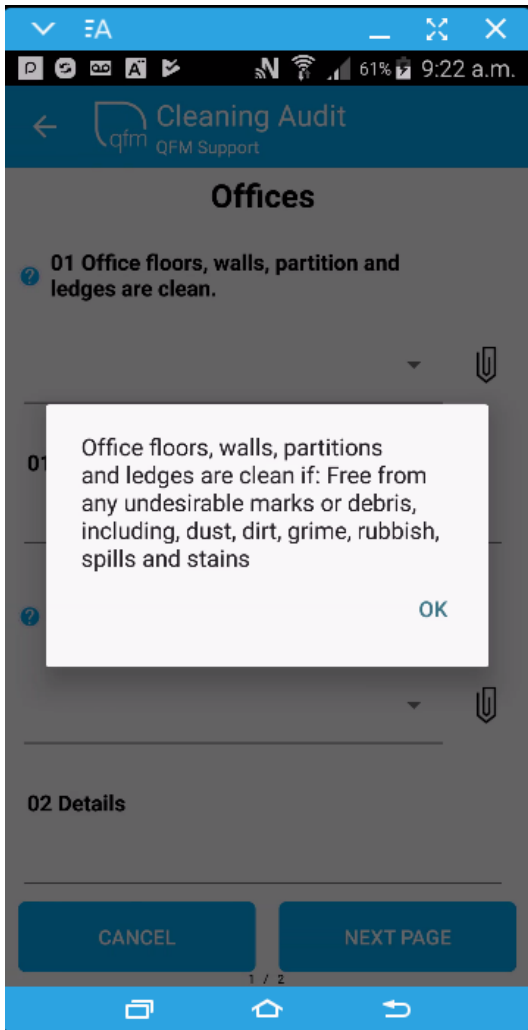 61% 9:22 a.m.
qfm
Cleaning Audit
QFM Support
Offices
01 Office floors, walls, partition and
ledges are clean.
01
Office floors, walls, partitions
and ledges are clean if: Free from
any undesirable marks or debris,
including, dust, dirt, grime, rubbish,
spills and stains
OK
02 Details
CANCEL
NEXT PAGE
1 / 2